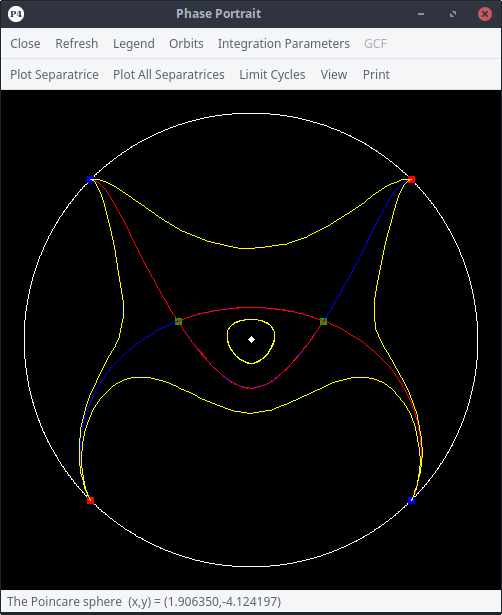 P4 Phase Portrait
Close Refresh Legend Orbits Integration Parameters GCF
Plot Separatrice Plot All Separatrices Limit Cycles View Print
The Poincare sphere (x,y) = (1.906350,-4.124197)